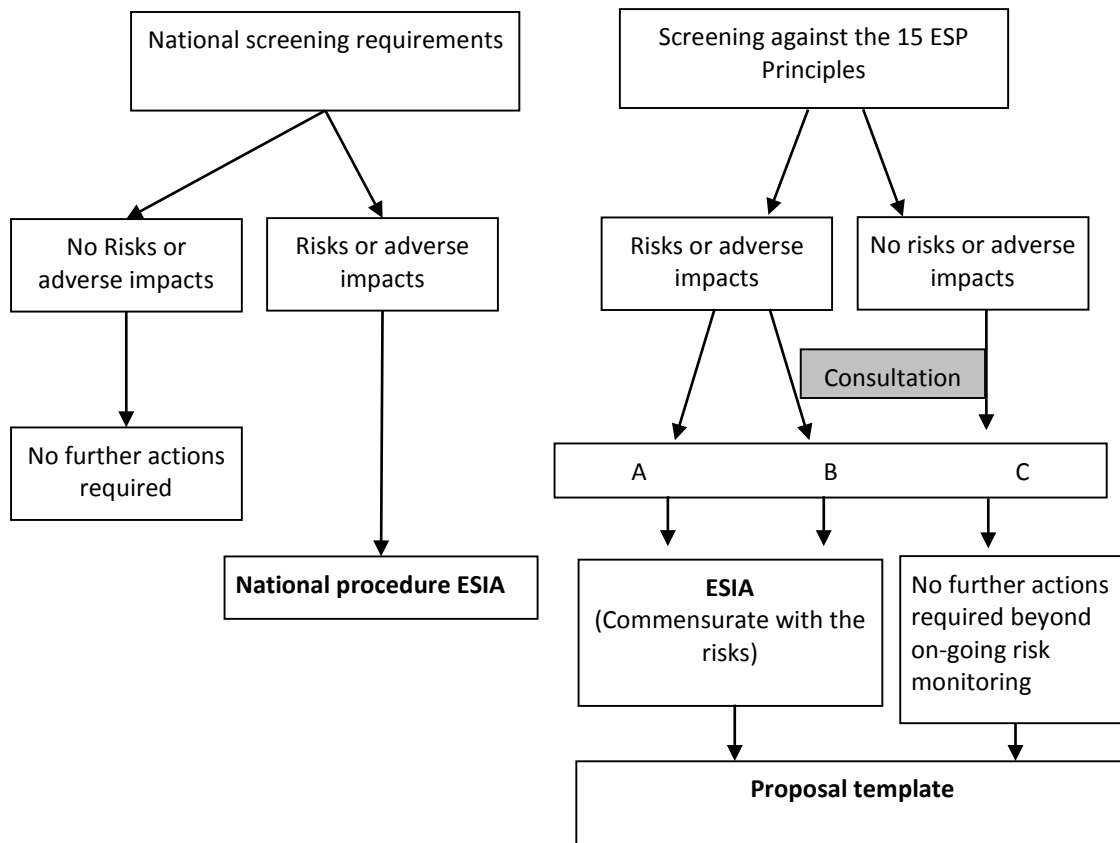 National screening requirements
Screening against the 15 ESP
Principles
No Risks or
adverse impacts
Risks or adverse
impacts
Risks or adverse
impacts
No risks or adverse
impacts
Consultation
No further actions
required
A
B
C
National procedure ESIA
ESIA
(Commensurate with the
risks)
No further actions
required beyond
on-going risk
monitoring
Proposal template